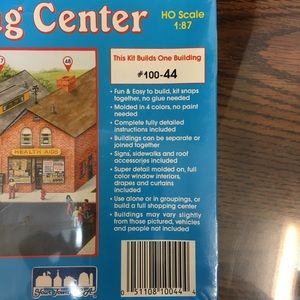 g Center
HO Scale
1:87
This Kit Builds One Building
#100-44
• Fun & Easy to build, kit snaps
together, no glue needed
• Molded in 4 colors, no paint
needed
• Complete fully detailed
instructions included
• Buildings can be separate or
joined together
• Signs, sidewalks and roof
accessories included
• Super detail molded on, full
color window interiors,
drapes and curtains
included
• Use alone or in groupings, or
build a full shopping center
• Buildings may vary slightly
from those pictured, vehicles
and people not included
48
HEALTH AIDS
0 51108 10044 4